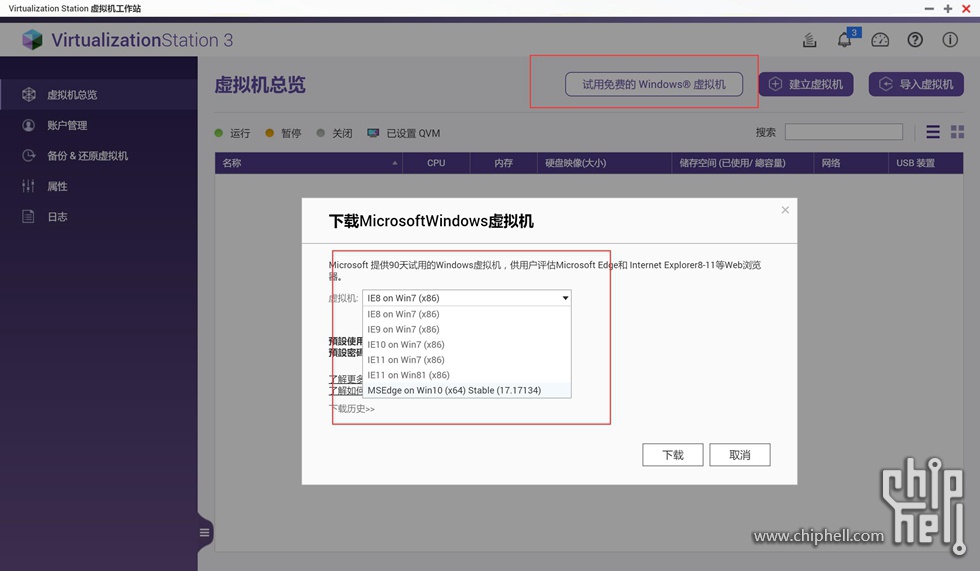 Virtualization Station 虚拟机工作站
VirtualizationStation 3
3
虚拟机总览
账户管理
备份 & 还原虚拟机
属性
日志
虚拟机总览
试用免费的 Windows® 虚拟机
建立虚拟机
导入虚拟机
运行
暂停
关闭
已设置 QVM
搜索
名称
CPU
内存
硬盘映像(大小)
储存空间 (已使用/ 總容量)
网络
USB 装置
下载MicrosoftWindows虚拟机
Microsoft 提供90天试用的Windows虚拟机，供用户评估Microsoft Edge和 Internet Explorer8-11等Web浏览
器。
虚拟机:
IE8 on Win7 (x86)
IE8 on Win7 (x86)
IE9 on Win7 (x86)
IE10 on Win7 (x86)
IE11 on Win7 (x86)
IE11 on Win81 (x86)
MSEdge on Win10 (x64) Stable (17.17134)
預設使用
預設密碼
了解更多
了解如何
下载历史>>
下载
取消
chip
hell
www.chiphell.com